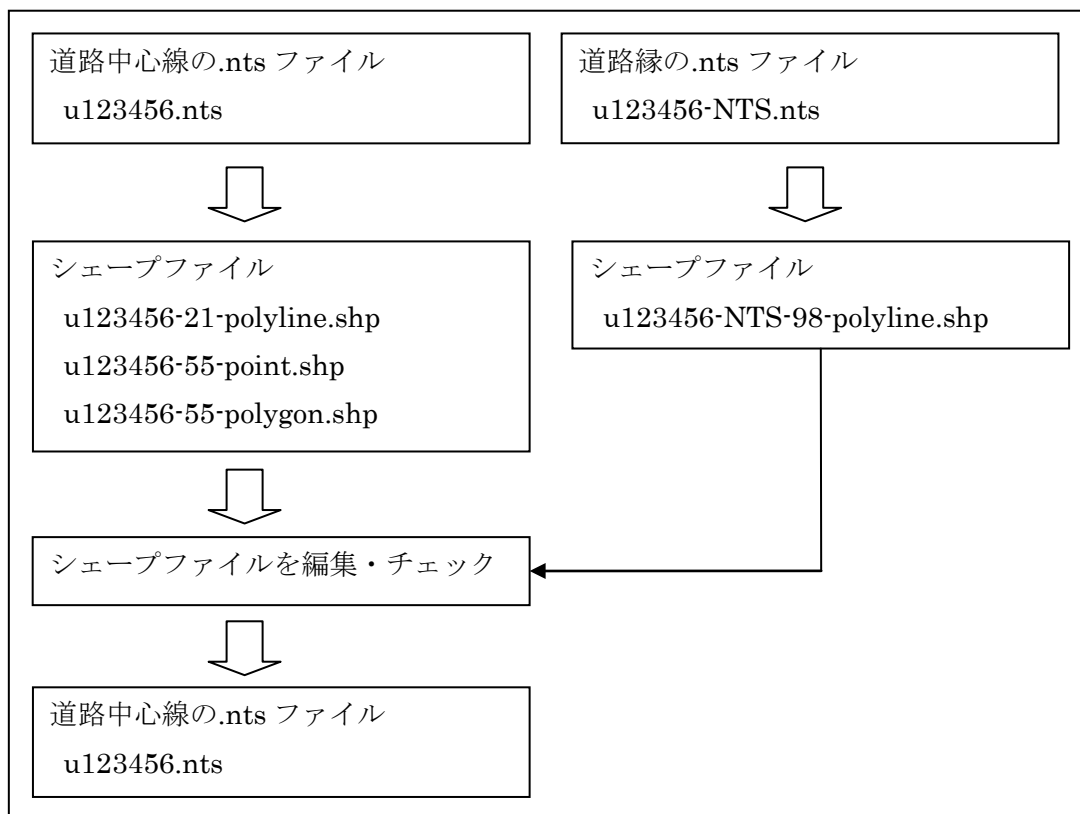 道路中心線の.nts ファイル
u123456.nts
道路縁の.nts ファイル
u123456-NTS.nts
シェープファイル
u123456-21-polyline.shp
u123456-55-point.shp
u123456-55-polygon.shp
シェープファイル
u123456-NTS-98-polyline.shp
シェープファイルを編集・チェック
道路中心線の.nts ファイル
u123456.nts